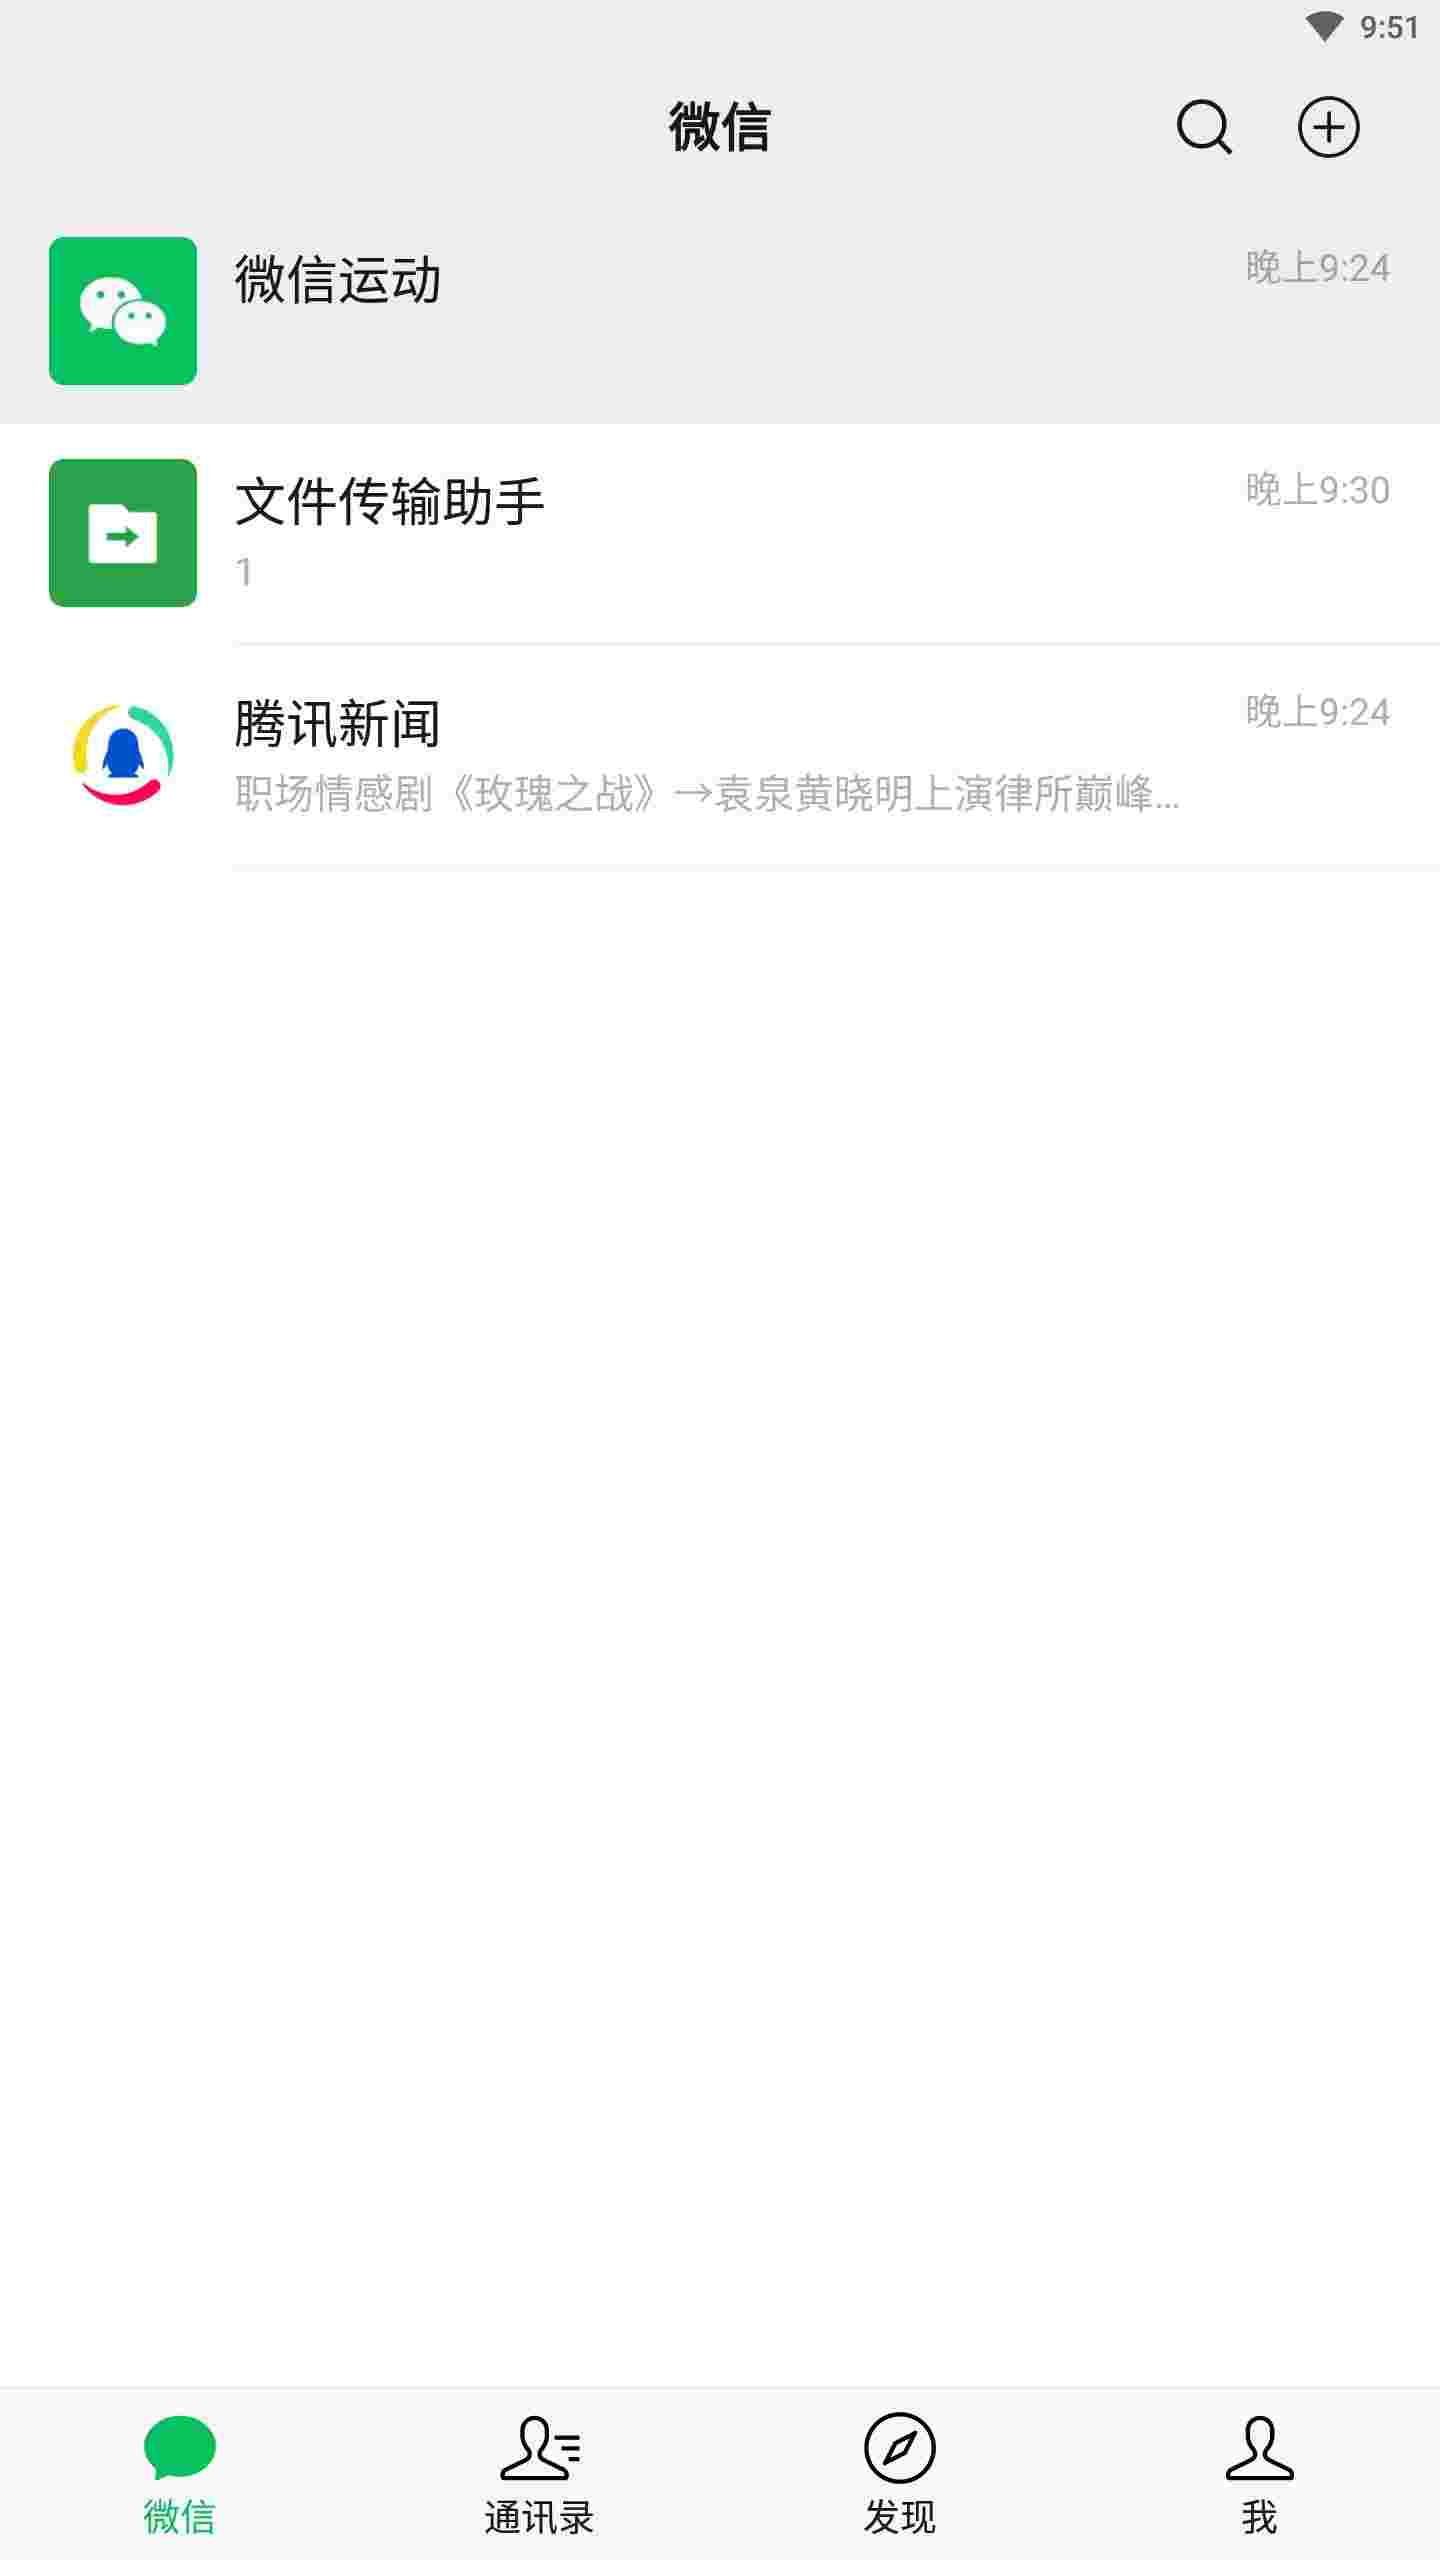 9:51
微信
微信运动
晚上9:24
文件传输助手
晚上9:30
1
腾讯新闻
晚上9:24
职场情感剧《玫瑰之战》→袁泉黄晓明上演律所巅峰...
微信
通讯录
发现
我